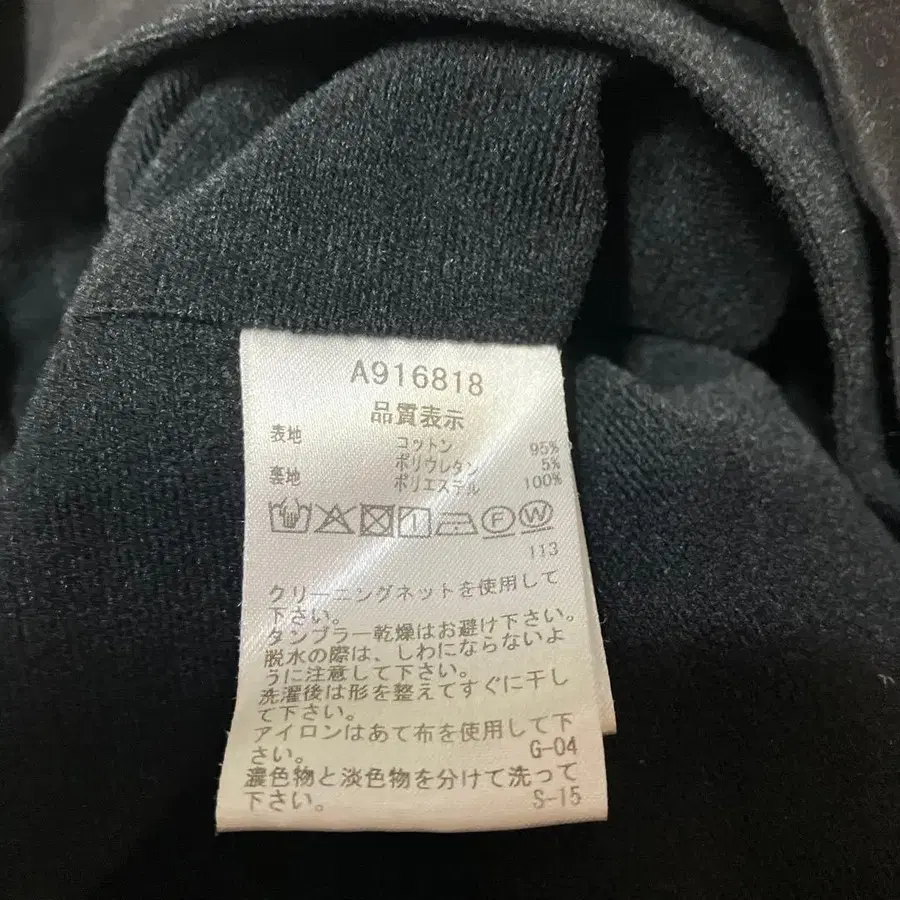 A916818
品質表示
表地 コットン 95%
ポリウレタン 5%
裏地 ポリエステル 100%
F W
113
クリーニングネットを使用して
下さい。
タンブラー乾燥はお避け下さい。
脱水の際は、しわにならないよ
うに注意して下さい。
洗濯後は形を整えてすぐに干し
て下さい。
アイロンはあて布を使用して下
さい。 G-04
濃色物と淡色物を分けて洗って
下さい。 S-15